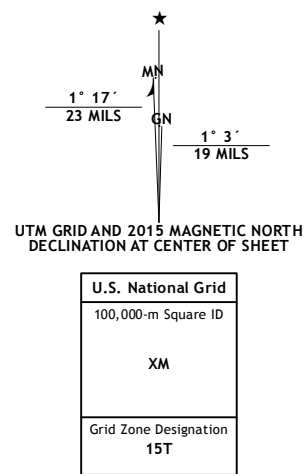 MN
1° 17´
23 MILS
GN
1° 3´
19 MILS
UTM GRID AND 2015 MAGNETIC NORTH
DECLINATION AT CENTER OF SHEET
U.S. National Grid
100,000-m Square ID
XM
Grid Zone Designation
15T